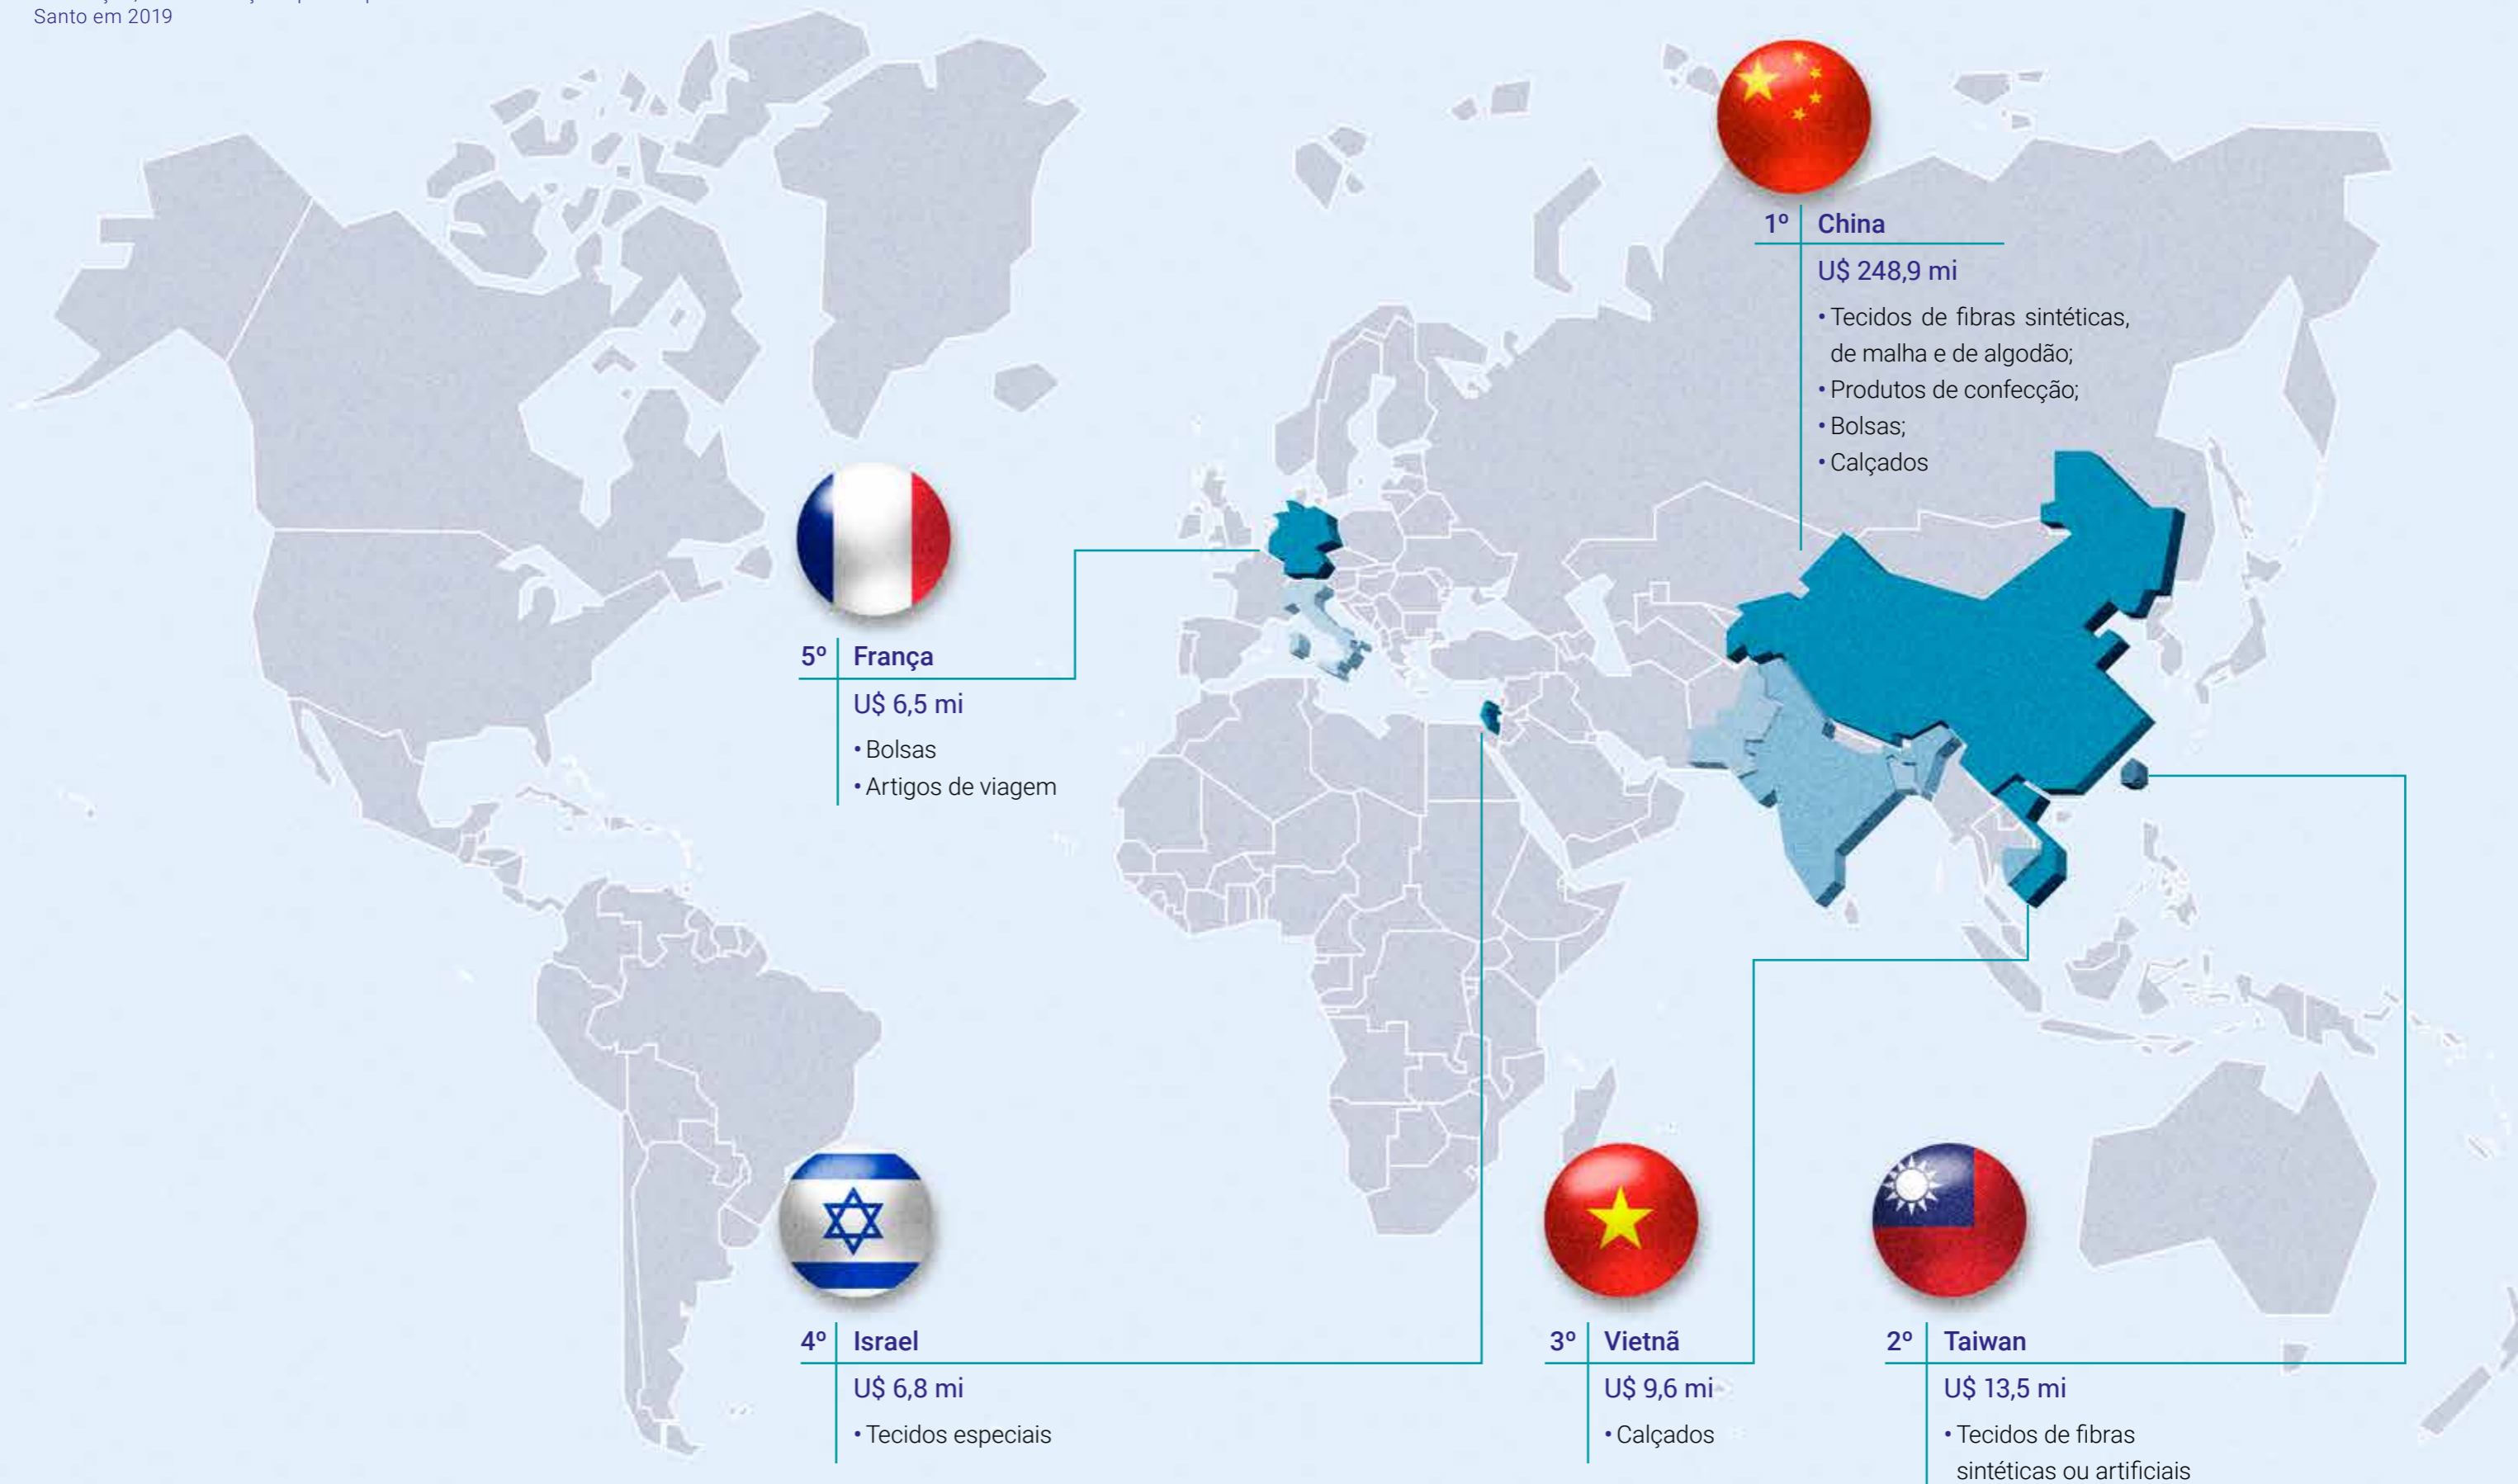 Santo em 2019
1º China
U$ 248,9 mi
• Tecidos de fibras sintéticas,
de malha e de algodão;
• Produtos de confecção;
• Bolsas;
• Calçados
5º França
U$ 6,5 mi
• Bolsas
• Artigos de viagem
4º Israel
U$ 6,8 mi
• Tecidos especiais
3º Vietnã
U$ 9,6 mi
• Calçados
2º Taiwan
U$ 13,5 mi
• Tecidos de fibras
sintéticas ou artificiais